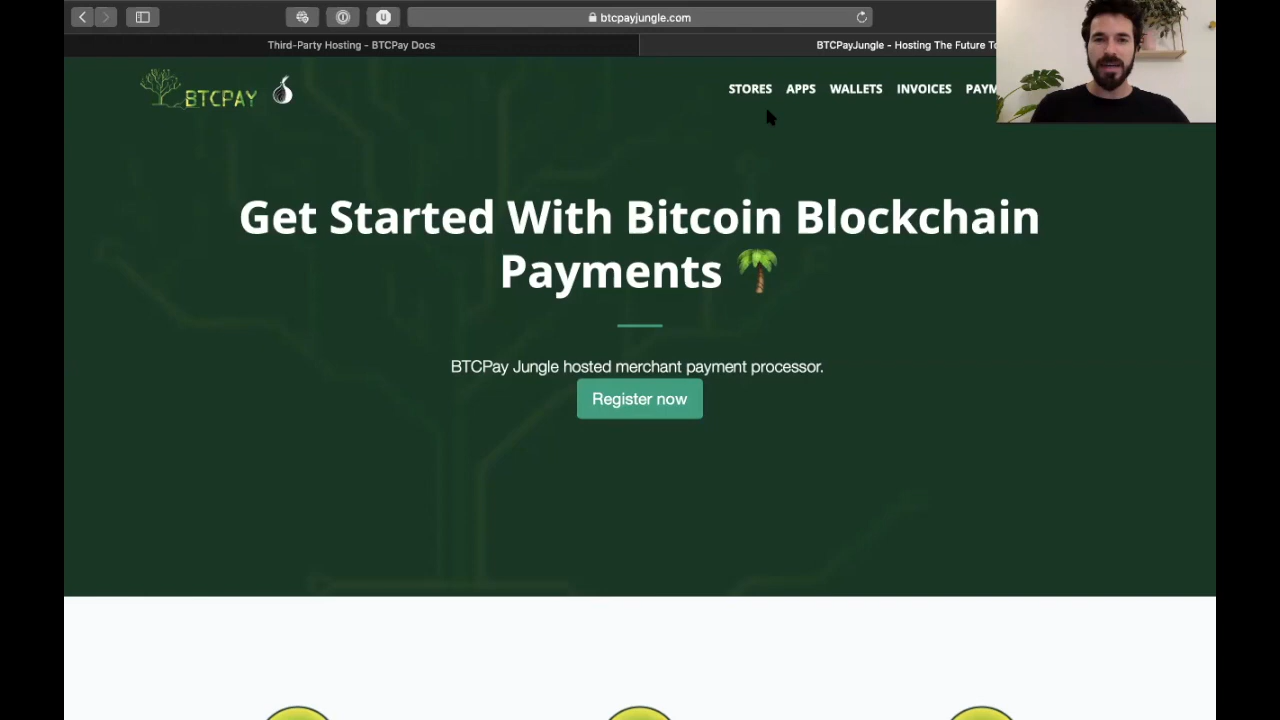 btcpayjungle.com
Third-Party Hosting - BTCPay Docs
BTCPayJungle - Hosting The Future To
BTCPAY
STORES APPS WALLETS INVOICES PAYM
Get Started With Bitcoin Blockchain
Payments
BTCPay Jungle hosted merchant payment processor.
Register now